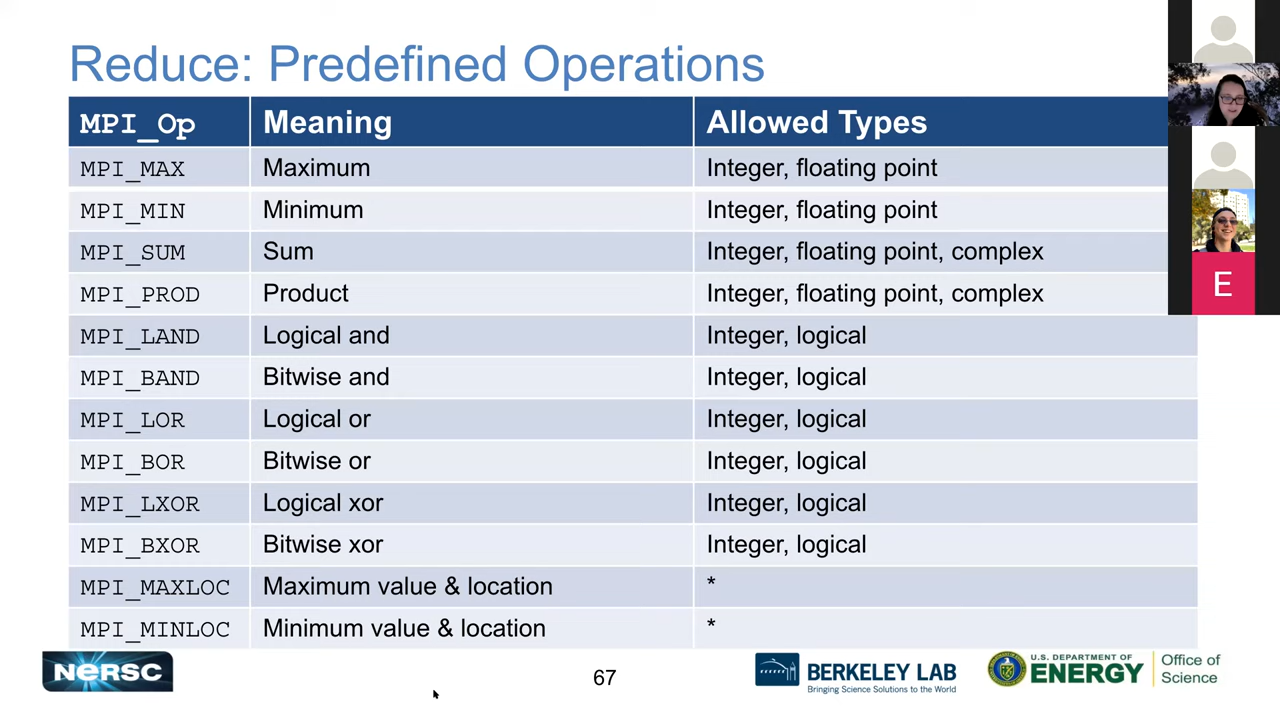 Reduce: Predefined Operations
MPI_Op Meaning Allowed Types
MPI_MAX Maximum Integer, floating point
MPI_MIN Minimum Integer, floating point
MPI_SUM Sum Integer, floating point, complex
MPI_PROD Product Integer, floating point, complex
MPI_LAND Logical and Integer, logical
MPI_BAND Bitwise and Integer, logical
MPI_LOR Logical or Integer, logical
MPI_BOR Bitwise or Integer, logical
MPI_LXOR Logical xor Integer, logical
MPI_BXOR Bitwise xor Integer, logical
MPI_MAXLOC Maximum value & location *
MPI_MINLOC Minimum value & location *
E
NERSC
67
BERKELEY LAB
Bringing Science Solutions to the World
U.S. DEPARTMENT OF
ENERGY
Office of
Science